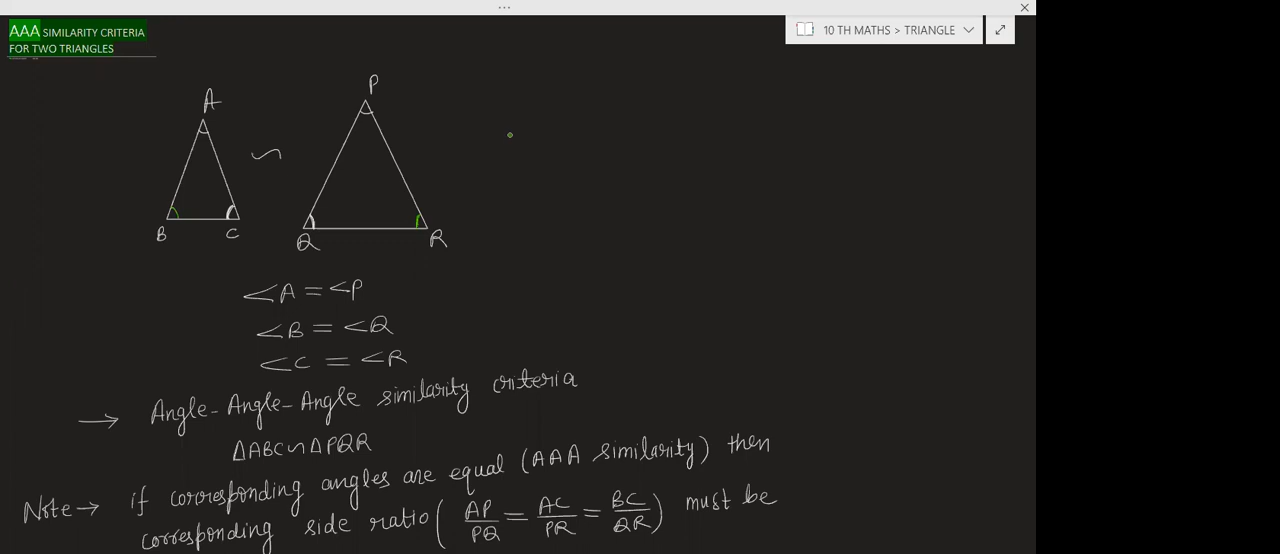 AAA SIMILARITY CRITERIA
FOR TWO TRIANGLES
10 TH MATHS > TRIANGLE
A
P
∽
B
C
Q
R
∠A = ∠P
∠B = ∠Q
∠C = ∠R
→ Angle-Angle-Angle similarity criteria
ΔABC ∽ ΔPQR
Note → if corresponding angles are equal (AAA similarity) then
corresponding side ratio (AP/PQ = AC/PR = BC/QR) must be